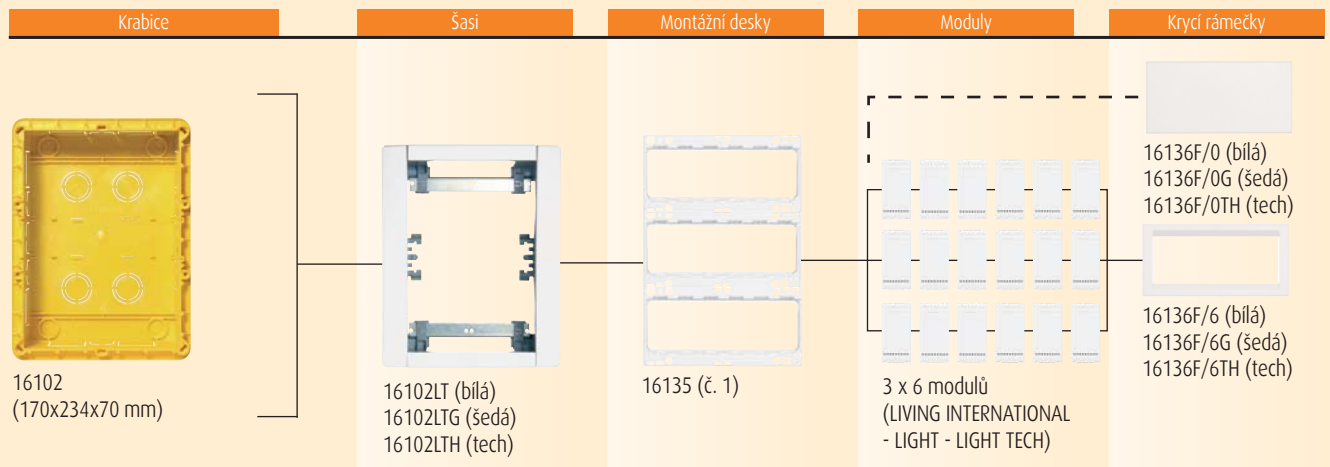 Krabice
Šasi
Montážní desky
Moduly
Krycí rámečky
16102
(170x234x70 mm)
16102LT (bílá)
16102LTG (šedá)
16102LTH (tech)
16135 (č. 1)
3 x 6 modulů
(LIVING INTERNATIONAL
- LIGHT - LIGHT TECH)
16136F/0 (bílá)
16136F/0G (šedá)
16136F/0TH (tech)
16136F/6 (bílá)
16136F/6G (šedá)
16136F/6TH (tech)